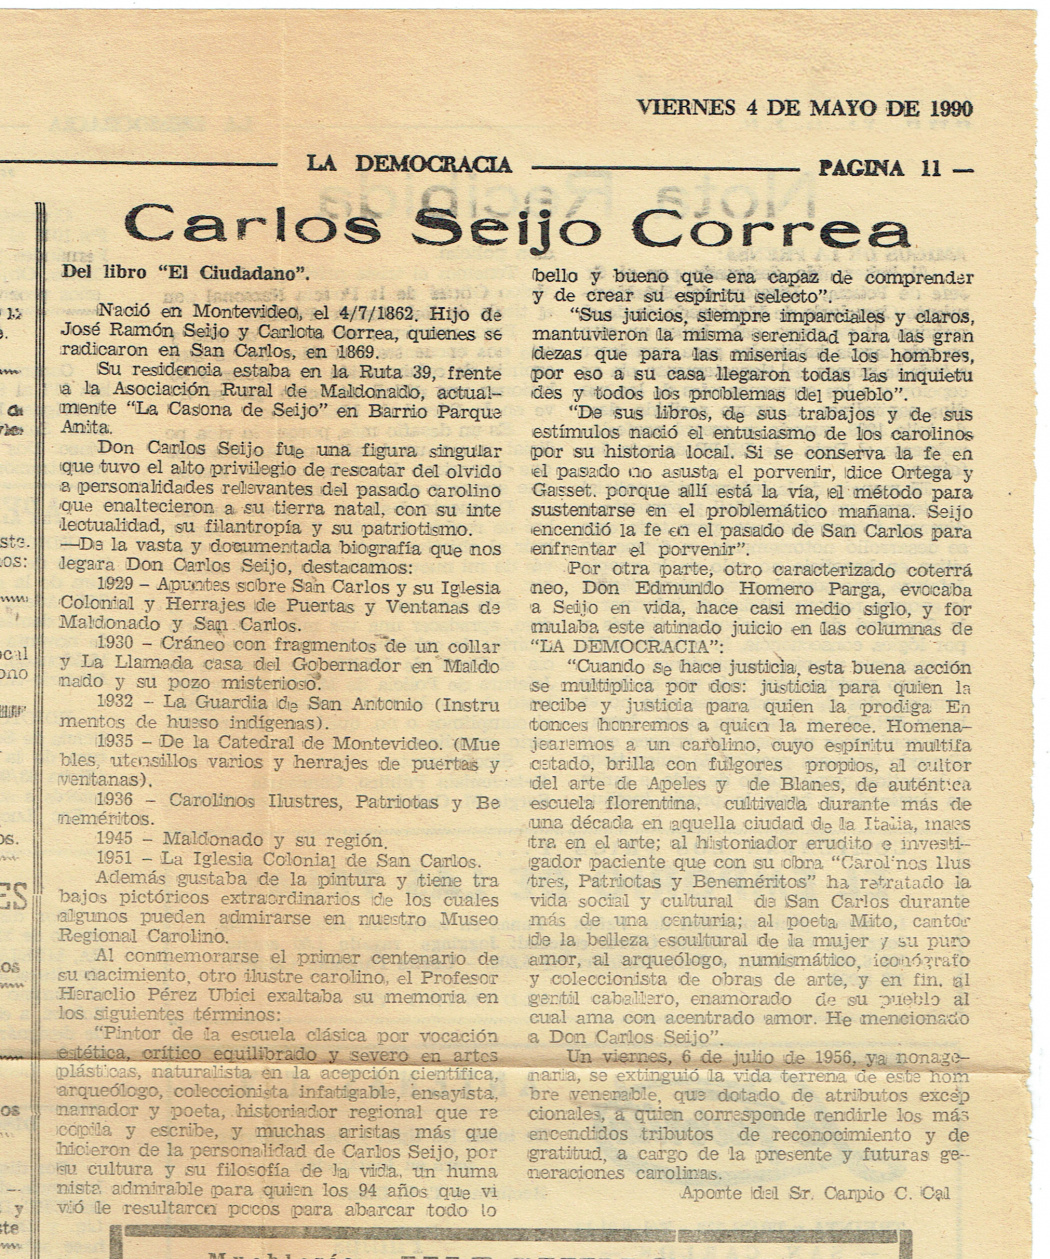 VIERNES 4 DE MAYO DE 1990
LA DEMOCRACIA
PAGINA 11 —
Carlos Seijo Correa
Del libro “El Ciudadano”.
Nació en Montevideo, el 4/7/1862. Hijo de
José Ramón Seijo y Carlota Correa, quienes se
radicaron en San Carlos, en 1869.
Su residencia estaba en la Ruta 39, frente
a la Asociación Rural de Maldonado, actual-
mente “La Casona de Seijo” en Barrio Parque
Anita.
Don Carlos Seijo fue una figura singular
que tuvo el alto privilegio de rescatar del olvido
a personalidades relevantes del pasado carolino
que enaltecieron a su tierra natal, con su inte
lectualidad, su filantropía y su patriotismo.
—De la vasta y documentada biografía que nos
legara Don Carlos Seijo, destacamos:
1929 – Apuntes sobre San Carlos y su Iglesia
Colonial y Herrajes de Puertas y Ventanas de
Maldonado y San Carlos.
1930 – Cráneo con fragmentos de un collar
y La Llamada casa del Gobernador en Maldo
nado y su pozo misterioso.
1932 – La Guardia de San Antonio (Instru
mentos de hueso indígenas).
1935 – De la Catedral de Montevideo. (Mue
bles, utensillos varios y herrajes de puertas y
ventanas).
1936 – Carolinos Ilustres, Patriotas y Be
neméritos.
1945 – Maldonado y su región.
1951 – La Iglesia Colonial de San Carlos.
Además gustaba de la pintura y tiene tra
bajos pictóricos extraordinarios de los cuales
algunos pueden admirarse en nuestro Museo
Regional Carolino.
Al conmemorarse el primer centenario de
su nacimiento, otro ilustre carolino, el Profesor
Heraclio Pérez Ubici exaltaba su memoria en
los siguientes términos:
“Pintor de la escuela clásica por vocación
estética, crítico equilibrado y severo en artes
plásticas, naturalista en la acepción científica,
arqueólogo, coleccionista infatigable, ensayista,
narrador y poeta, historiador regional que re
copila y escribe, y muchas aristas más que
hicieron de la personalidad de Carlos Seijo, por
su cultura y su filosofía de la vida, un huma
nista admirable para quien los 94 años que vi
vió le resultaron pocos para abarcar todo lo
bello y bueno que era capaz de comprender
y de crear su espíritu selecto”.
“Sus juicios, siempre imparciales y claros,
mantuvieron la misma serenidad para las gran
dezas que para las miserias de los hombres,
por eso a su casa llegaron todas las inquietu
des y todos los problemas del pueblo”.
“De sus libros, de sus trabajos y de sus
estímulos nació el entusiasmo de los carolinos
por su historia local. Si se conserva la fe en
el pasado no asusta el porvenir, dice Ortega y
Gasset. porque allí está la vía, el método para
sustentarse en el problemático mañana. Seijo
encendió la fe en el pasado de San Carlos para
enfrentar el porvenir”.
Por otra parte, otro caracterizado coterrá
neo, Don Edmundo Homero Parga, evocaba
a Seijo en vida, hace casi medio siglo, y for
mulaba este atinado juicio en las columnas de
“LA DEMOCRACIA”:
“Cuando se hace justicia, esta buena acción
se multiplica por dos: justicia para quien la
recibe y justicia para quien la prodiga En
tonces honremos a quien la merece. Homena-
jearemos a un carolino, cuyo espíritu multifa
cetado, brilla con fulgores propios, al cultor
del arte de Apeles y de Blanes, de auténtica
escuela florentina, cultivada durante más de
una década en aquella ciudad de la Italia, maes
tra en el arte; al historiador erudito e investi-
gador paciente que con su obra “Carolinos Ilus
tres, Patriotas y Beneméritos” ha retratado la
vida social y cultural de San Carlos durante
más de una centuria; al poeta Mito, cantor
de la belleza escultural de la mujer y su puro
amor, al arqueólogo, numismático, iconógrafo
y coleccionista de obras de arte, y en fin, al
gentil caballero, enamorado de su pueblo al
cual ama con acentrado amor. He mencionado
a Don Carlos Seijo”.
Un viernes, 6 de julio de 1956, ya nonage-
naria, se extinguió la vida terrena de este hom
bre venerable, que dotado de atributos excep
cionales, a quien corresponde rendirle los más
encendidos tributos de reconocimiento y de
gratitud, a cargo de la presente y futuras ge-
neraciones carolinas.
Aporte del Sr. Carpio C. Cal